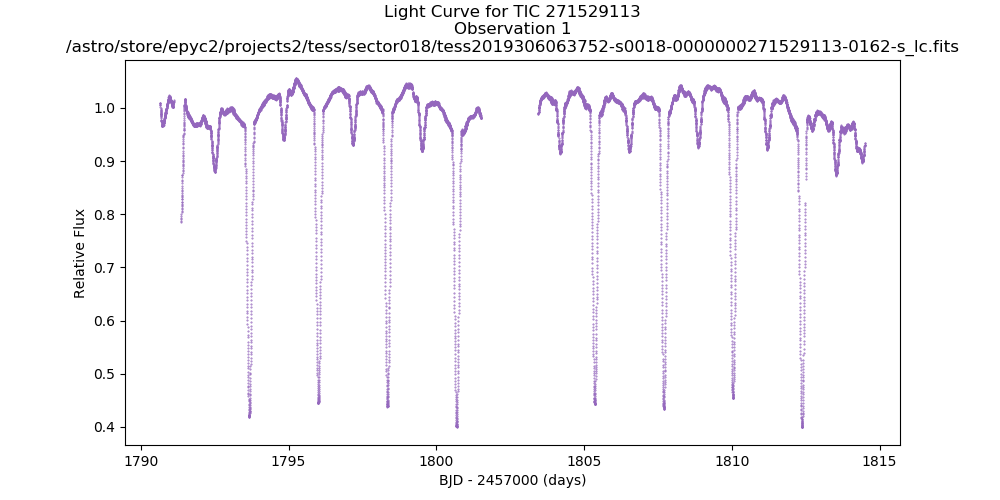 Light Curve for TIC 271529113
Observation 1
/astro/store/epyc2/projects2/tess/sector018/tess2019306063752-s0018-0000000271529113-0162-s_lc.fits
Relative Flux
1.0
0.9
0.8
0.7
0.6
0.5
0.4
1790 1795 1800 1805 1810 1815
BJD - 2457000 (days)